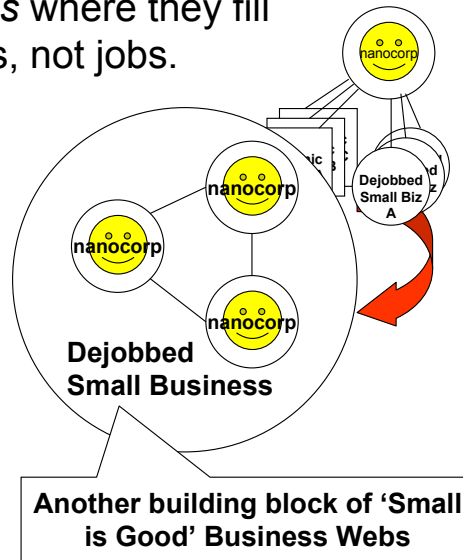 s where they fill
s, not jobs.
nanocorp
nic
B
C
d
z
Dejobbed
Small Biz
A
nanocorp
nanocorp
nanocorp
Dejobbed
Small Business
Another building block of ‘Small
is Good’ Business Webs